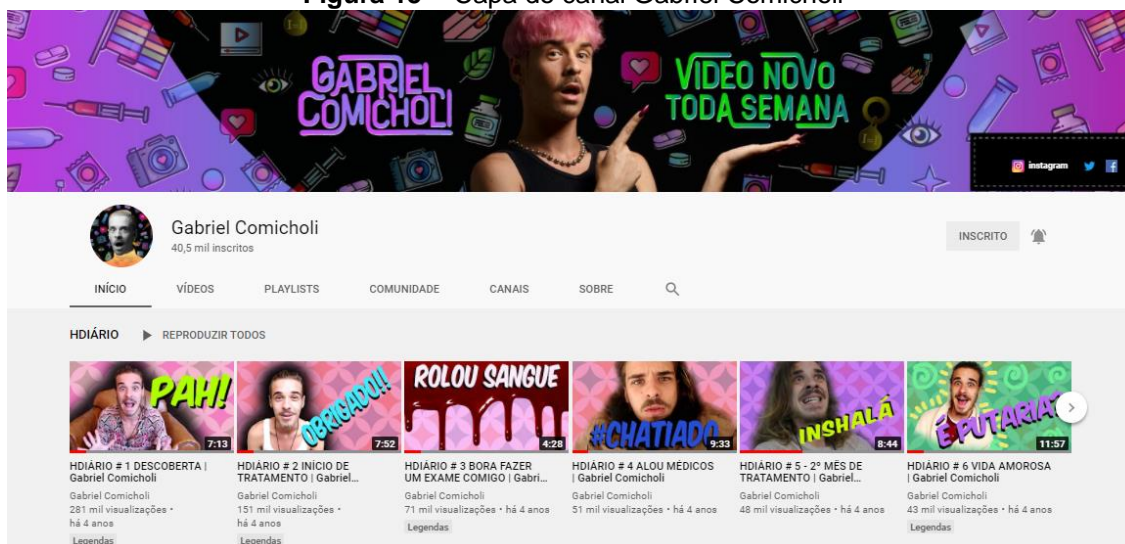 Figura 13 – Capa do canal Gabriel Comicholi
GABRIEL
COMICHOLI
VIDEO NOVO
TODA SEMANA
instagram
Gabriel Comicholi
40,5 mil inscritos
INSCRITO
INÍCIO VÍDEOS PLAYLISTS COMUNIDADE CANAIS SOBRE
HDIÁRIO REPRODUZIR TODOS
PAH!
7:13
OBRIGADO!!
7:52
ROLOU SANGUE
4:28
#CHATIADO
9:33
INSHALÁ
8:44
É PUTARIA?
11:57
HDIÁRIO # 1 DESCOBERTA |
Gabriel Comicholi
Gabriel Comicholi
281 mil visualizações •
há 4 anos
Legendas
HDIÁRIO # 2 INÍCIO DE
TRATAMENTO | Gabriel...
Gabriel Comicholi
151 mil visualizações •
há 4 anos
Legendas
HDIÁRIO # 3 BORA FAZER
UM EXAME COMIGO | Gabri...
Gabriel Comicholi
71 mil visualizações • há 4 anos
Legendas
HDIÁRIO # 4 ALOU MÉDICOS
| Gabriel Comicholi
Gabriel Comicholi
51 mil visualizações • há 4 anos
HDIÁRIO # 5 - 2º MÊS DE
TRATAMENTO | Gabriel...
Gabriel Comicholi
48 mil visualizações • há 4 anos
HDIÁRIO # 6 VIDA AMOROSA
| Gabriel Comicholi
Gabriel Comicholi
43 mil visualizações • há 4 anos
Legendas